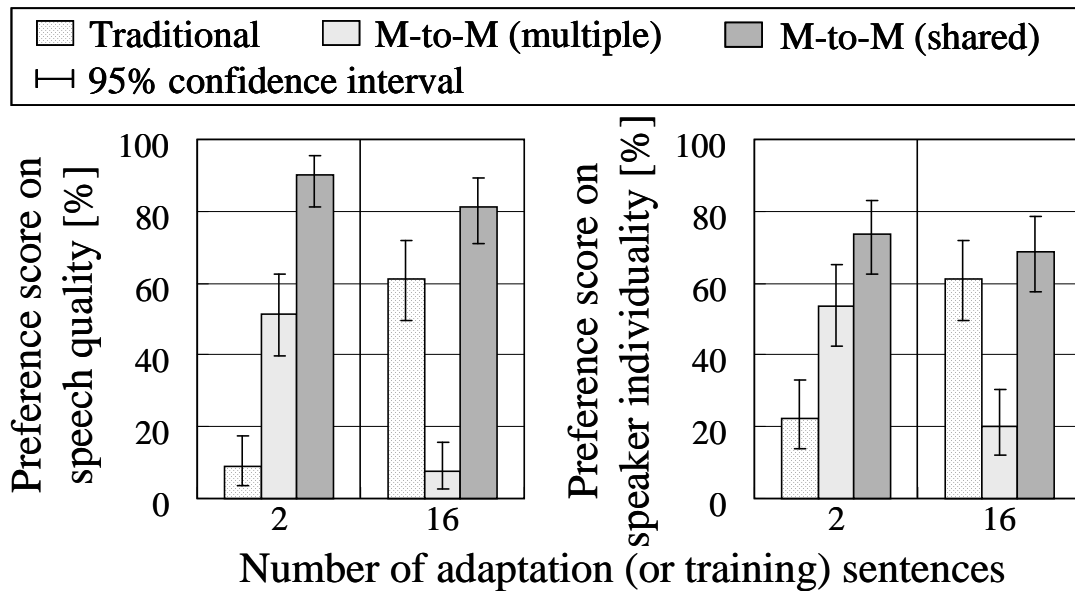 Traditional
M-to-M (multiple)
M-to-M (shared)
95% confidence interval
Preference score on
speech quality [%]
100
80
60
40
20
0
2
16
Preference score on
speaker individuality [%]
100
80
60
40
20
0
2
16
Number of adaptation (or training) sentences